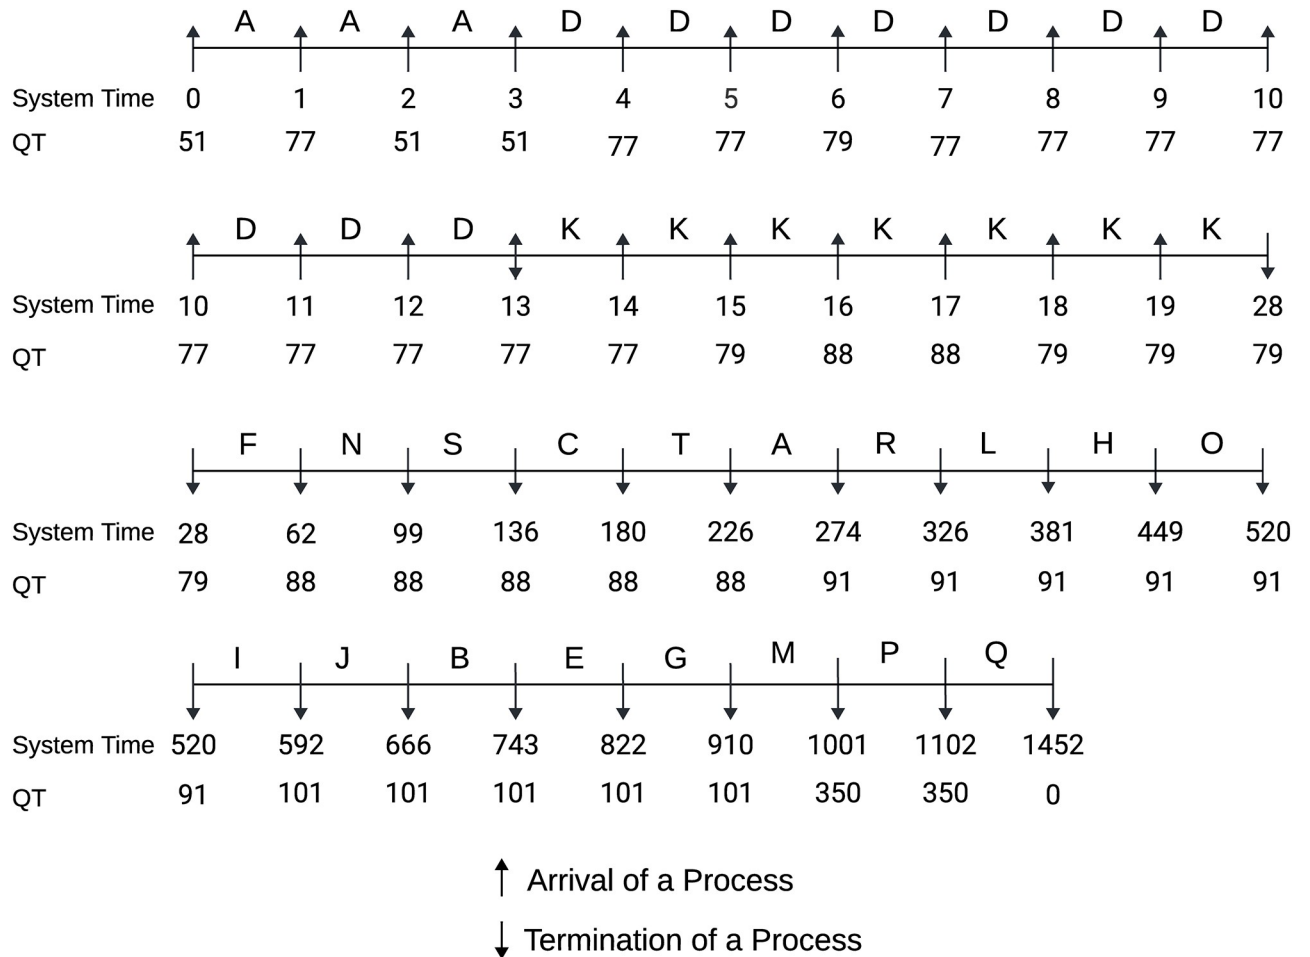 A A A D D D D D D D
System Time 0 1 2 3 4 5 6 7 8 9 10
QT 51 77 51 51 77 77 79 77 77 77 77
D D D K K K K K K K
System Time 10 11 12 13 14 15 16 17 18 19 28
QT 77 77 77 77 77 79 88 88 79 79 79
F N S C T A R L H O
System Time 28 62 99 136 180 226 274 326 381 449 520
QT 79 88 88 88 88 88 91 91 91 91 91
I J B E G M P Q
System Time 520 592 666 743 822 910 1001 1102 1452
QT 91 101 101 101 101 101 350 350 0
Arrival of a Process
Termination of a Process